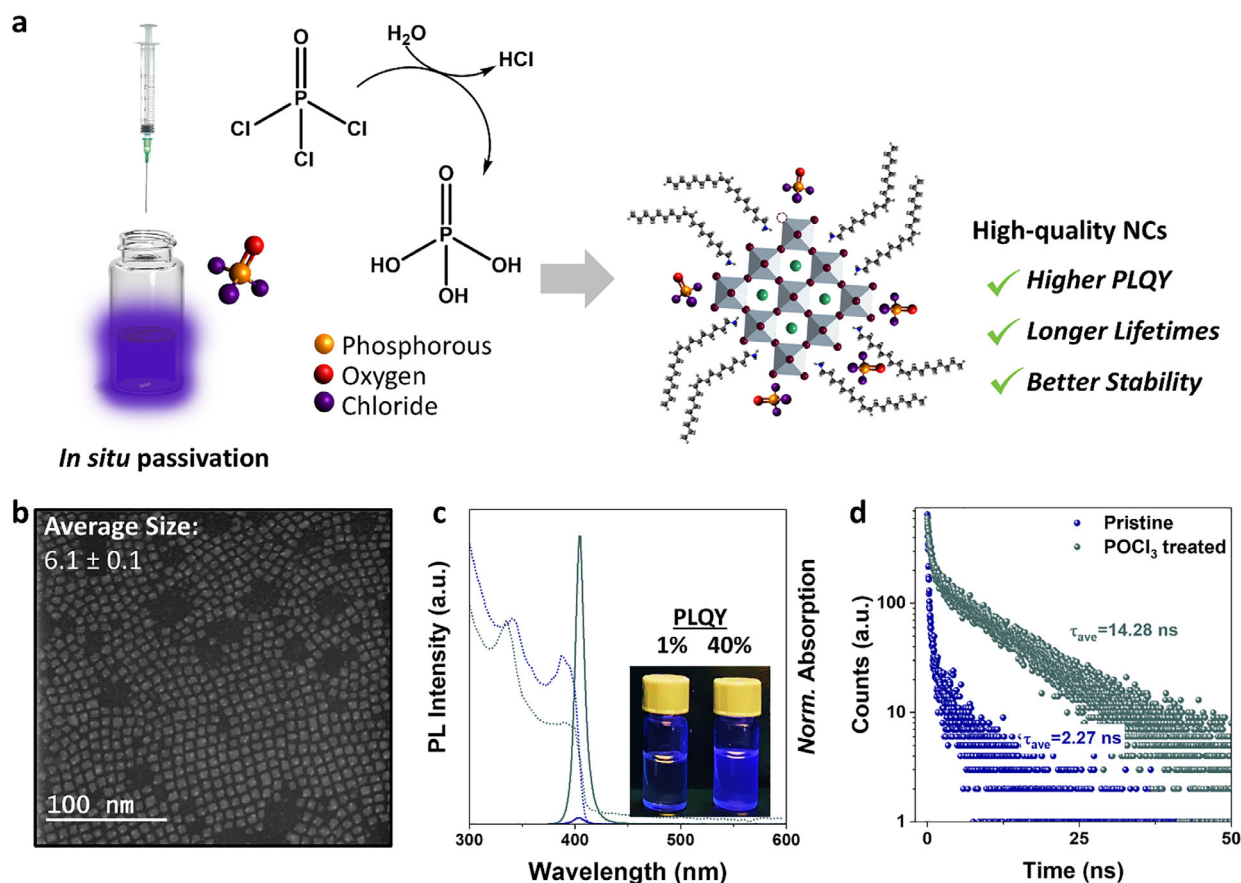 a
H₂O
HCl
O
P
Cl
Cl
Cl
O
P
HO
OH
OH
Phosphorous
Oxygen
Chloride
In situ passivation
High-quality NCs
Higher PLQY
Longer Lifetimes
Better Stability
b
Average Size:
6.1 ± 0.1
100 nm
c
PL Intensity (a.u.)
PLQY
1% 40%
Norm. Absorption
300 400 500 600
Wavelength (nm)
d
Counts (a.u.)
100
10
1
Pristine
POCl₃ treated
τave=14.28 ns
τave=2.27 ns
0 25 50
Time (ns)